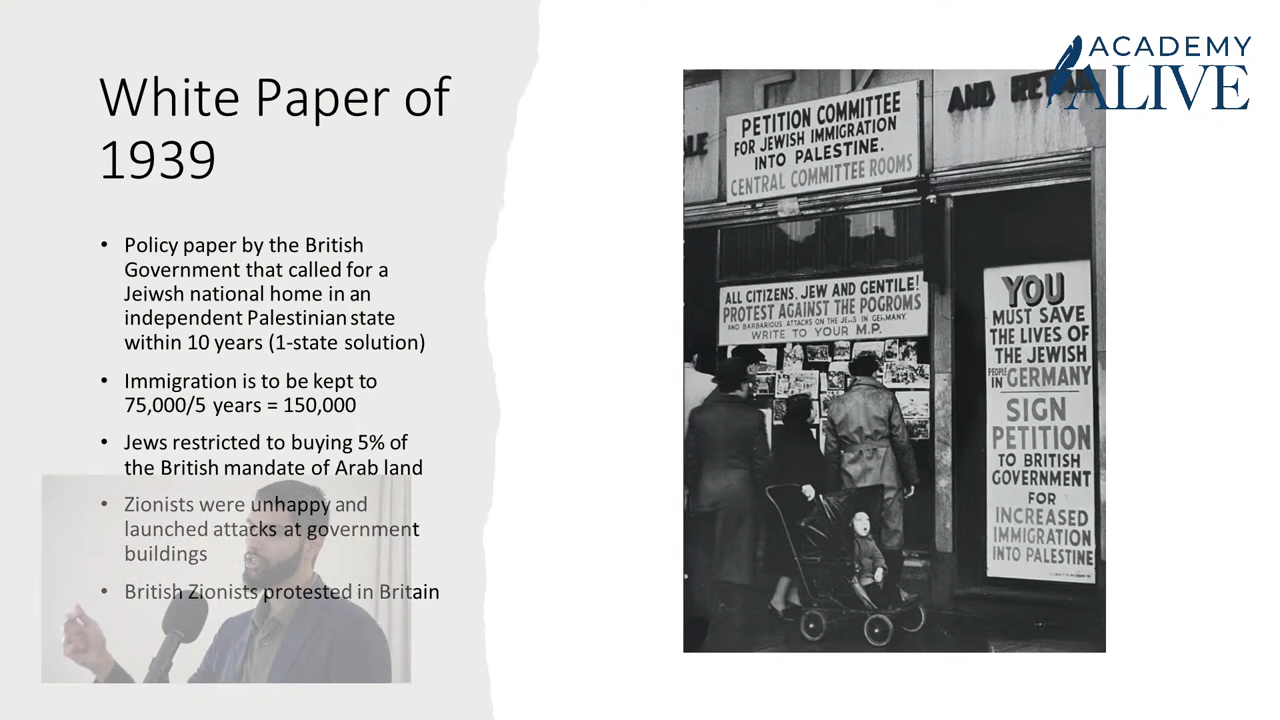 White Paper of
1939
• Policy paper by the British
Government that called for a
Jeiwsh national home in an
independent Palestinian state
within 10 years (1-state solution)
• Immigration is to be kept to
75,000/5 years = 150,000
• Jews restricted to buying 5% of
the British mandate of Arab land
• Zionists were unhappy and
launched attacks at government
buildings
• British Zionists protested in Britain
ACADEMY
ALIVE
AND
PETITION COMMITTEE
FOR JEWISH IMMIGRATION
INTO PALESTINE.
CENTRAL COMMITTEE ROOMS
ALL CITIZENS, JEW AND GENTILE!
PROTEST AGAINST THE POGROMS
AND BARBARIOUS ATTACKS ON THE JEWS IN GERMANY
WRITE TO YOUR M.P.
YOU
MUST SAVE
THE LIVES OF
THE JEWISH
PEOPLE IN GERMANY
SIGN
PETITION
TO BRITISH
GOVERNMENT
FOR
INCREASED
IMMIGRATION
INTO PALESTINE